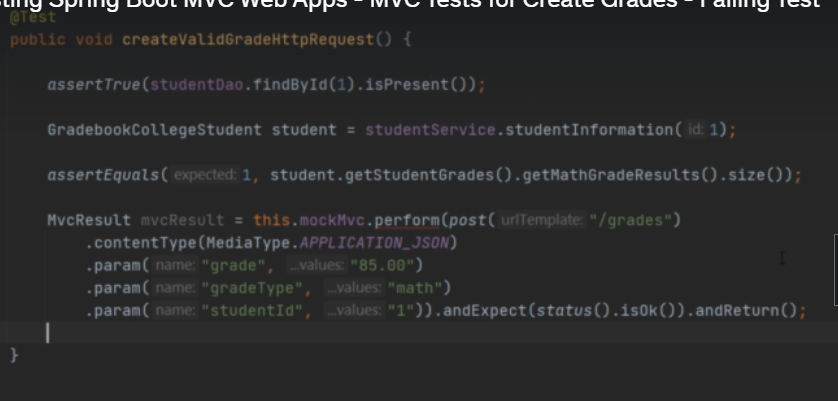 ting Spring Boot MVC Web Apps - MVC Tests for Create Grades - Failing Test
@Test
public void createValidGradeHttpRequest() {
assertTrue(studentDao.findById(1).isPresent());
GradebookCollegeStudent student = studentService.studentInformation( id: 1);
assertEquals( expected: 1, student.getStudentGrades().getMathGradeResults().size());
MvcResult mvcResult = this.mockMvc.perform(post( urlTemplate: "/grades")
.contentType(MediaType.APPLICATION_JSON)
.param( name: "grade", ...values: "85.00")
.param( name: "gradeType", ...values: "math")
.param( name: "studentId", ...values: "1")).andExpect(status().isOk()).andReturn();
}